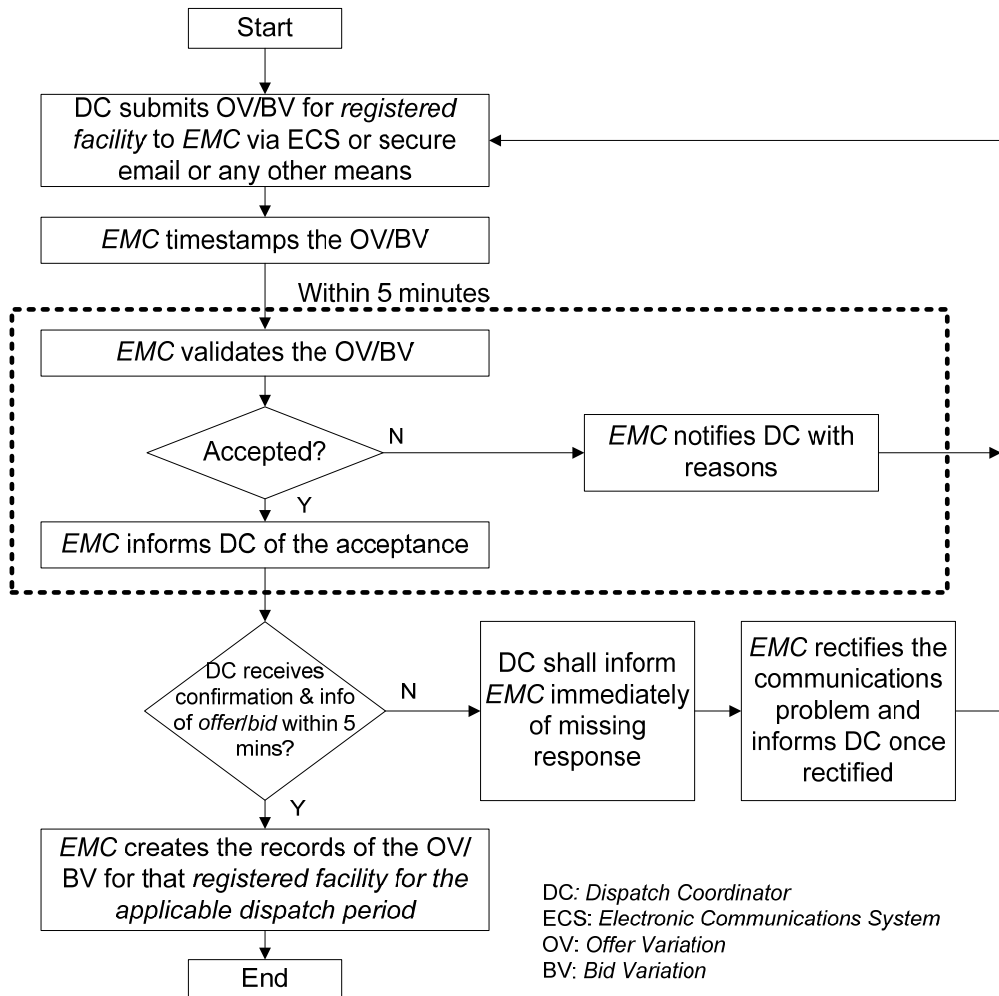 Start
DC submits OV/BV for registered
facility to EMC via ECS or secure
email or any other means
EMC timestamps the OV/BV
Within 5 minutes
EMC validates the OV/BV
Accepted?
N
EMC notifies DC with
reasons
Y
EMC informs DC of the acceptance
DC receives
confirmation & info
of offer/bid within 5
mins?
N
DC shall inform
EMC immediately
of missing
response
EMC rectifies the
communications
problem and
informs DC once
rectified
Y
EMC creates the records of the OV/
BV for that registered facility for the
applicable dispatch period
End
DC: Dispatch Coordinator
ECS: Electronic Communications System
OV: Offer Variation
BV: Bid Variation